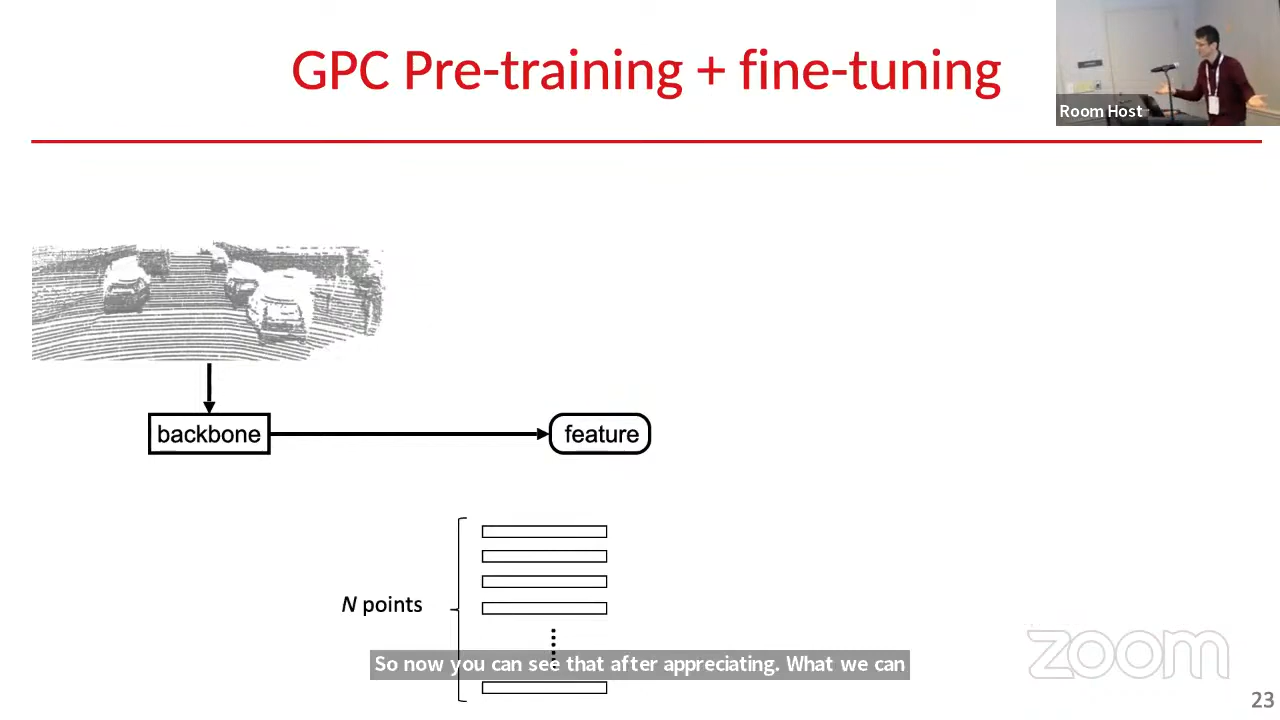 GPC Pre-training + fine-tuning
Room Host
backbone
feature
N points
So now you can see that after appreciating. What we can
zoom
23